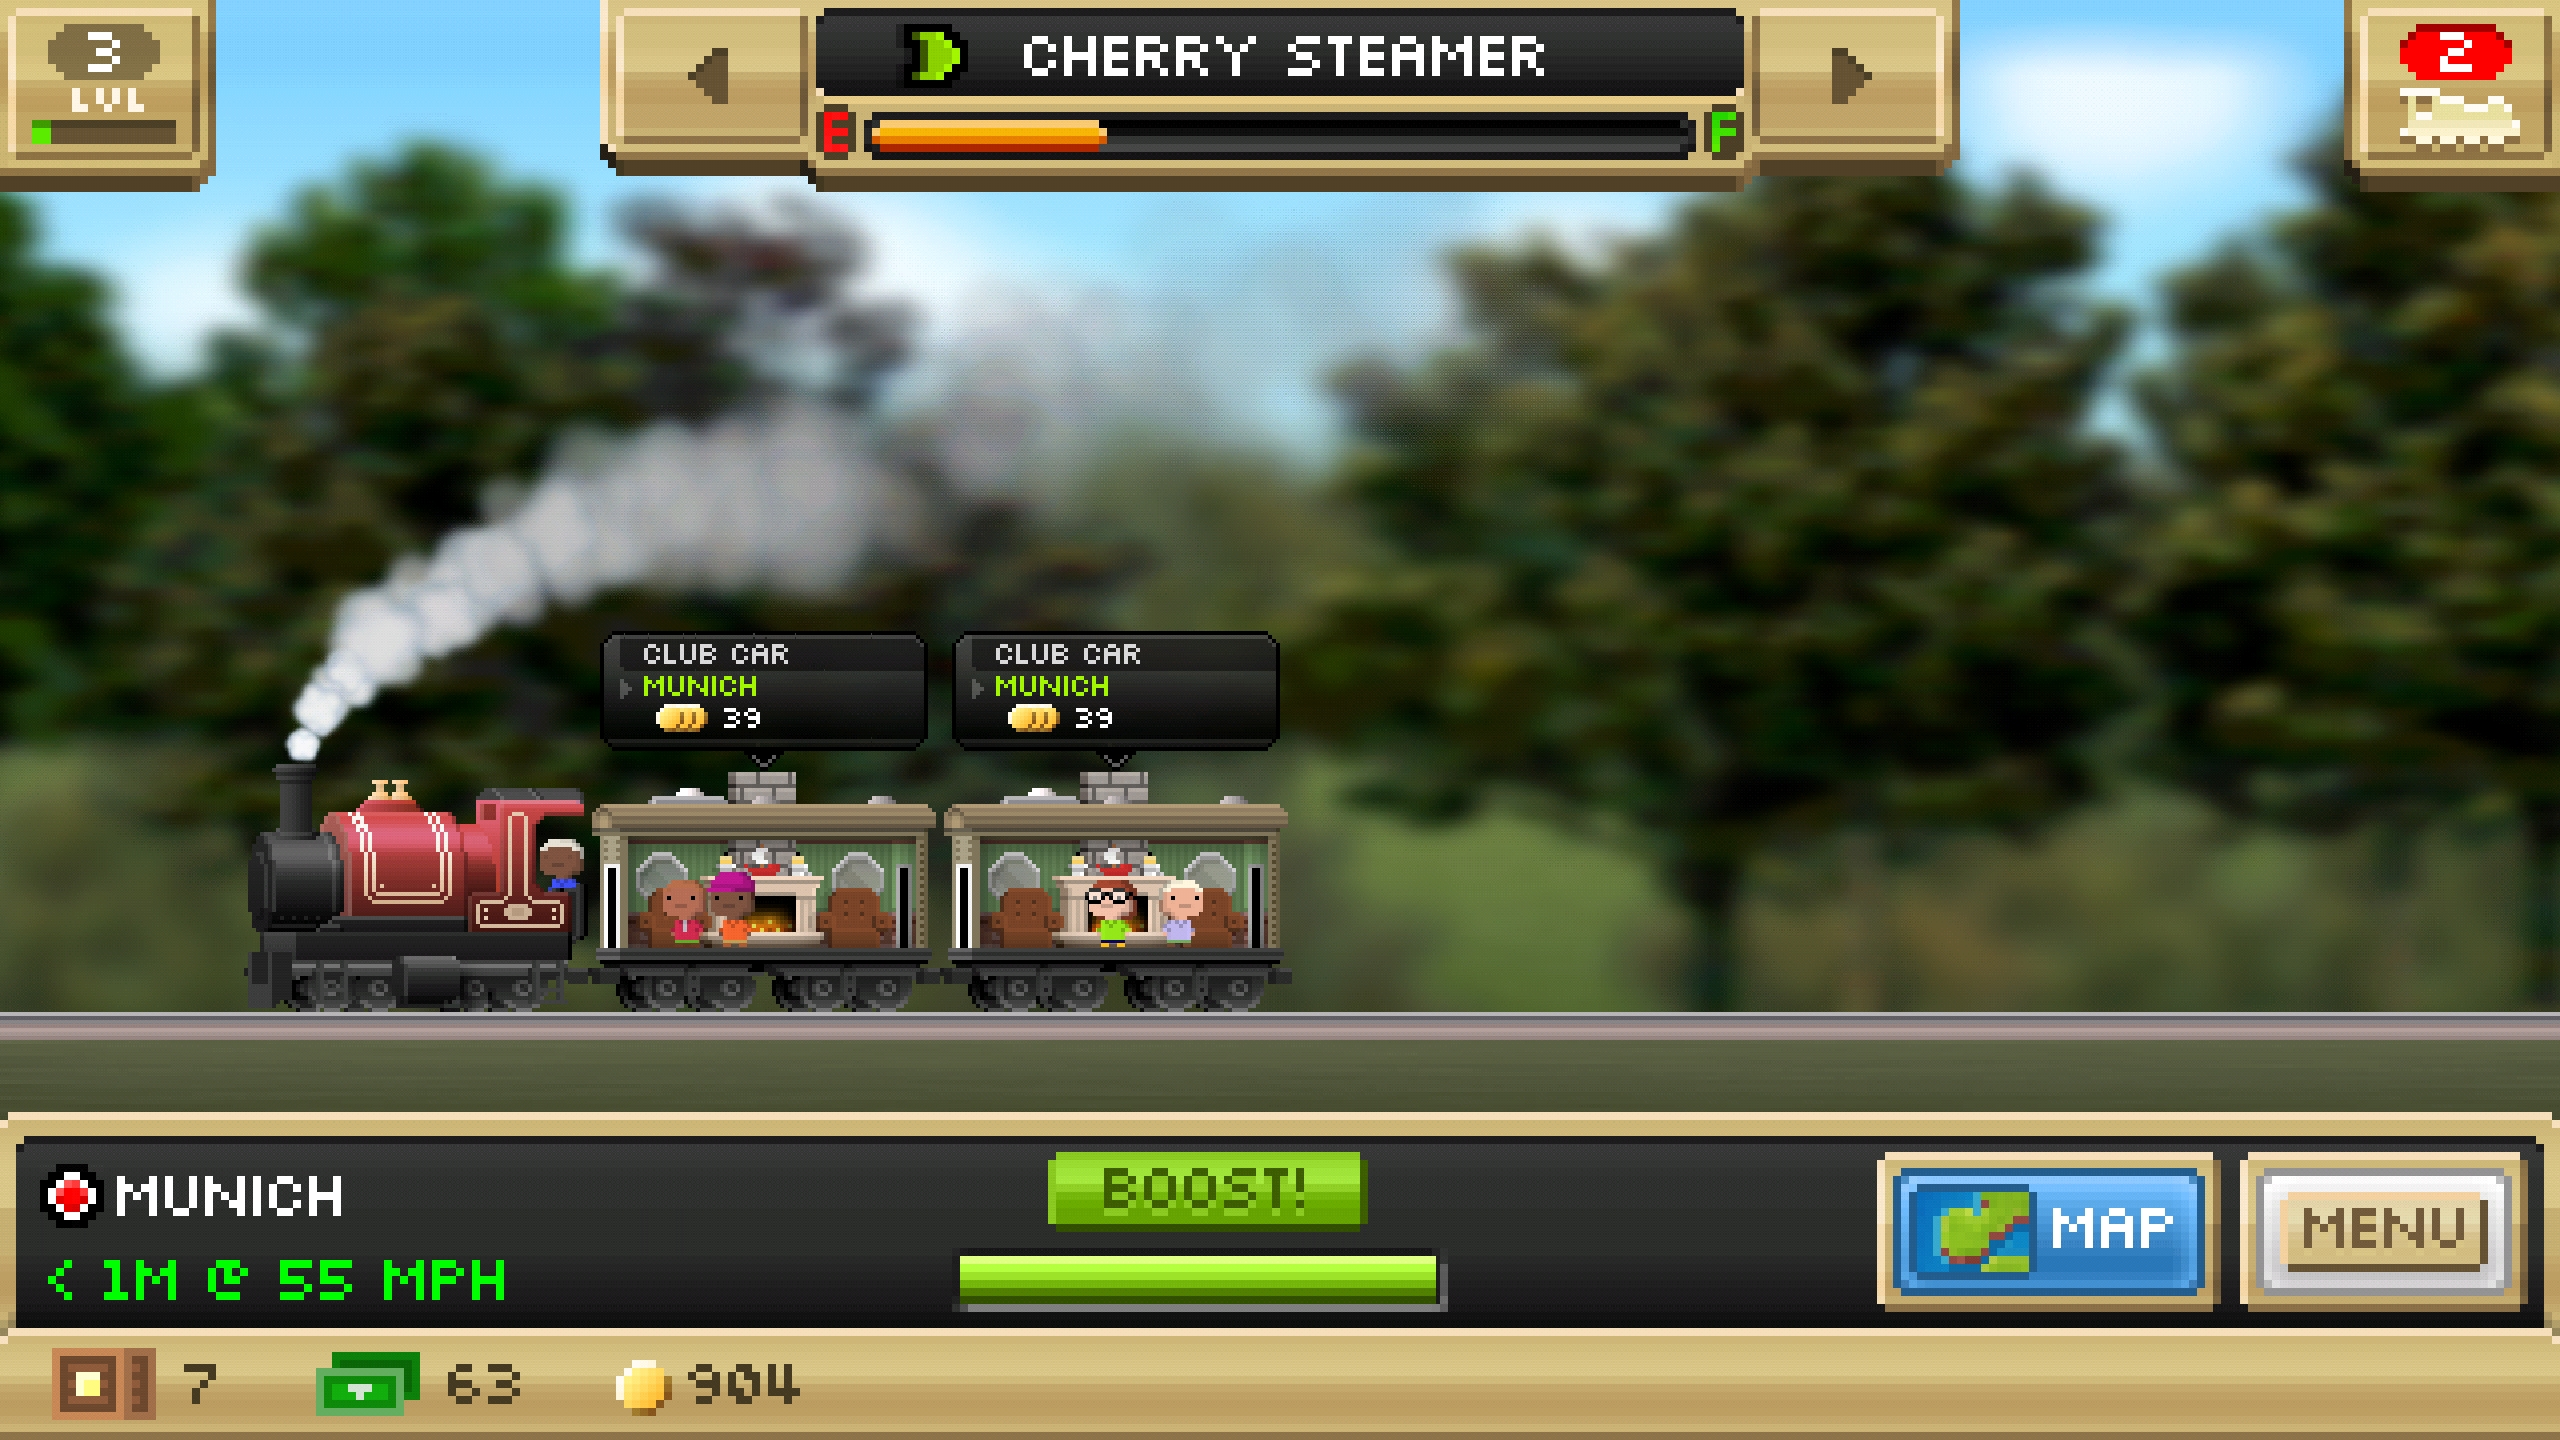 3
LVL
CHERRY STEAMER
E F
2
CLUB CAR
MUNICH
39
CLUB CAR
MUNICH
39
MUNICH
< 1M @ 55 MPH
BOOST!
MAP
MENU
7 63 904